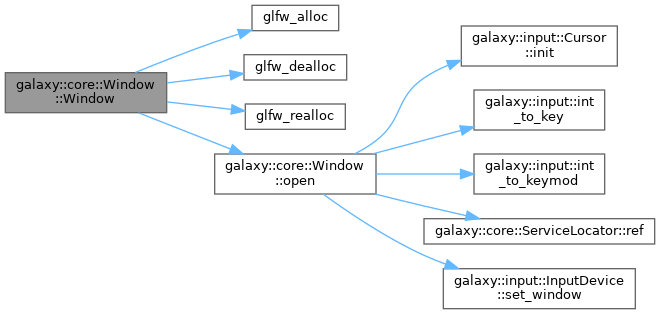 galaxy::core::Window
::Window
glfw_alloc
glfw_dealloc
glfw_realloc
galaxy::core::Window
::open
galaxy::input::Cursor
::init
galaxy::input::int
_to_key
galaxy::input::int
_to_keymod
galaxy::core::ServiceLocator::ref
galaxy::input::InputDevice
::set_window